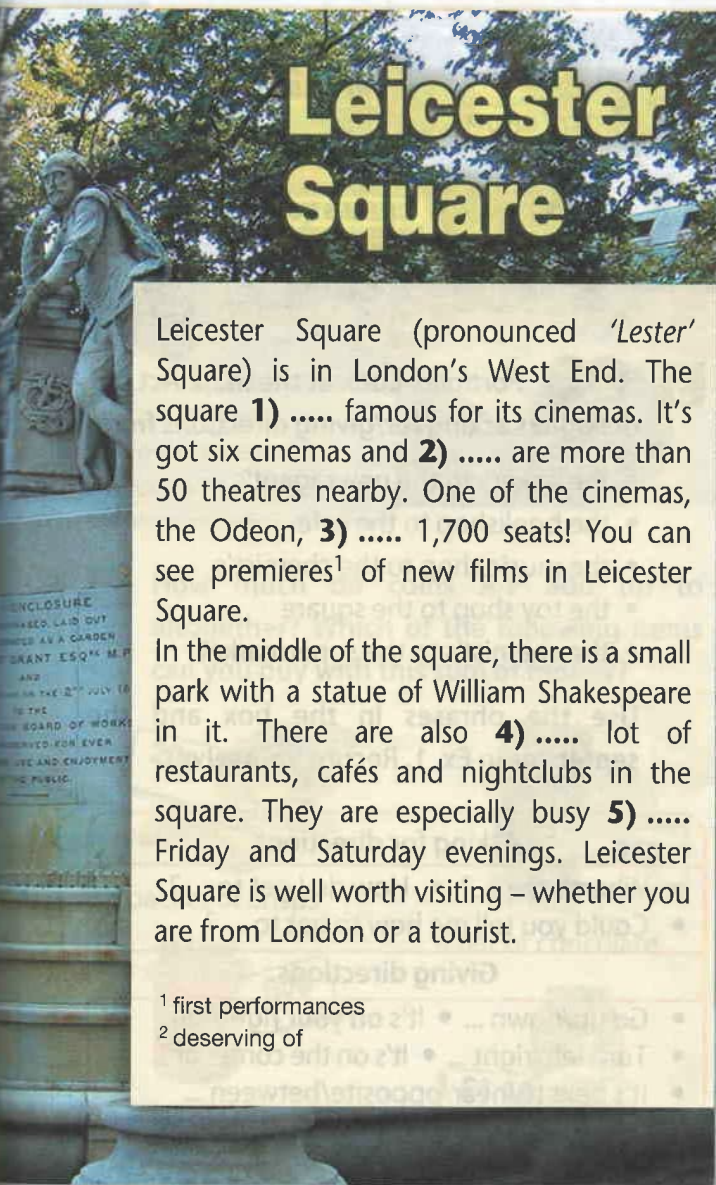 Leicester
Square
Leicester Square (pronounced 'Lester'
Square) is in London's West End. The
square 1) ..... famous for its cinemas. It's
got six cinemas and 2) ..... are more than
50 theatres nearby. One of the cinemas,
the Odeon, 3) ..... 1,700 seats! You can
see premieres¹ of new films in Leicester
Square.
In the middle of the square, there is a small
park with a statue of William Shakespeare
in it. There are also 4) ..... lot of
restaurants, cafés and nightclubs in the
square. They are especially busy 5) .....
Friday and Saturday evenings. Leicester
Square is well worth visiting – whether you
are from London or a tourist.
¹ first performances
² deserving of
ENCLOSURE
LAID OUT
AS A GARDEN
GRANT ESQ M.P
AND
ON THE 2ND JULY
TO THE
BOARD OF WORKS
FOR EVER
USE AND ENJOYMENT
PUBLIC